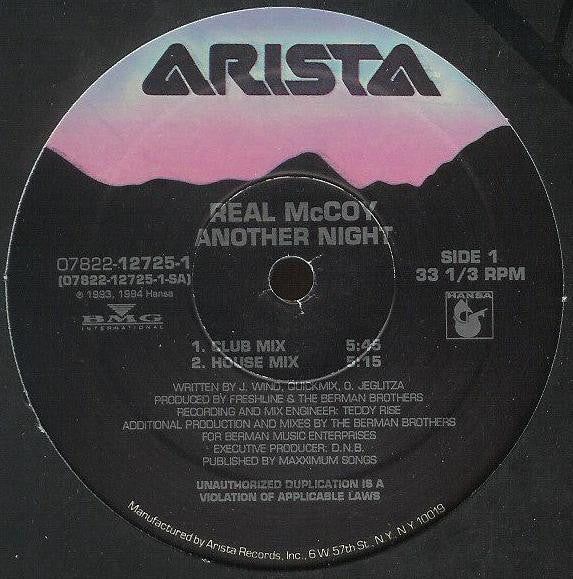 ARISTA
REAL McCOY
ANOTHER NIGHT
07822-12725-1
(07822-12725-1-SA)
℗ 1993, 1994 Hansa
BMG
INTERNATIONAL
SIDE 1
33 1/3 RPM
HANSA
1. CLUB MIX 5:45
2. HOUSE MIX 5:15
WRITTEN BY J. WIND, QUICKMIX, O. JEGLITZA
PRODUCED BY FRESHLINE & THE BERMAN BROTHERS
RECORDING AND MIX ENGINEER: TEDDY RISE
ADDITIONAL PRODUCTION AND MIXES BY THE BERMAN BROTHERS
FOR BERMAN MUSIC ENTERPRISES
EXECUTIVE PRODUCER: D.N.B.
PUBLISHED BY MAXXIMUM SONGS
UNAUTHORIZED DUPLICATION IS A
VIOLATION OF APPLICABLE LAWS
Manufactured by Arista Records, Inc., 6 W. 57th St., N.Y. N.Y. 10019